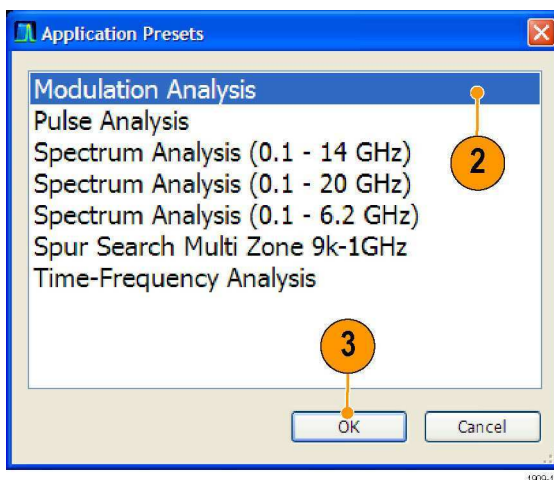 Application Presets
Modulation Analysis
Pulse Analysis
2
Spectrum Analysis (0.1 - 14 GHz)
Spectrum Analysis (0.1 - 20 GHz)
Spectrum Analysis (0.1 - 6.2 GHz)
Spur Search Multi Zone 9k-1GHz
Time-Frequency Analysis
3
OK Cancel